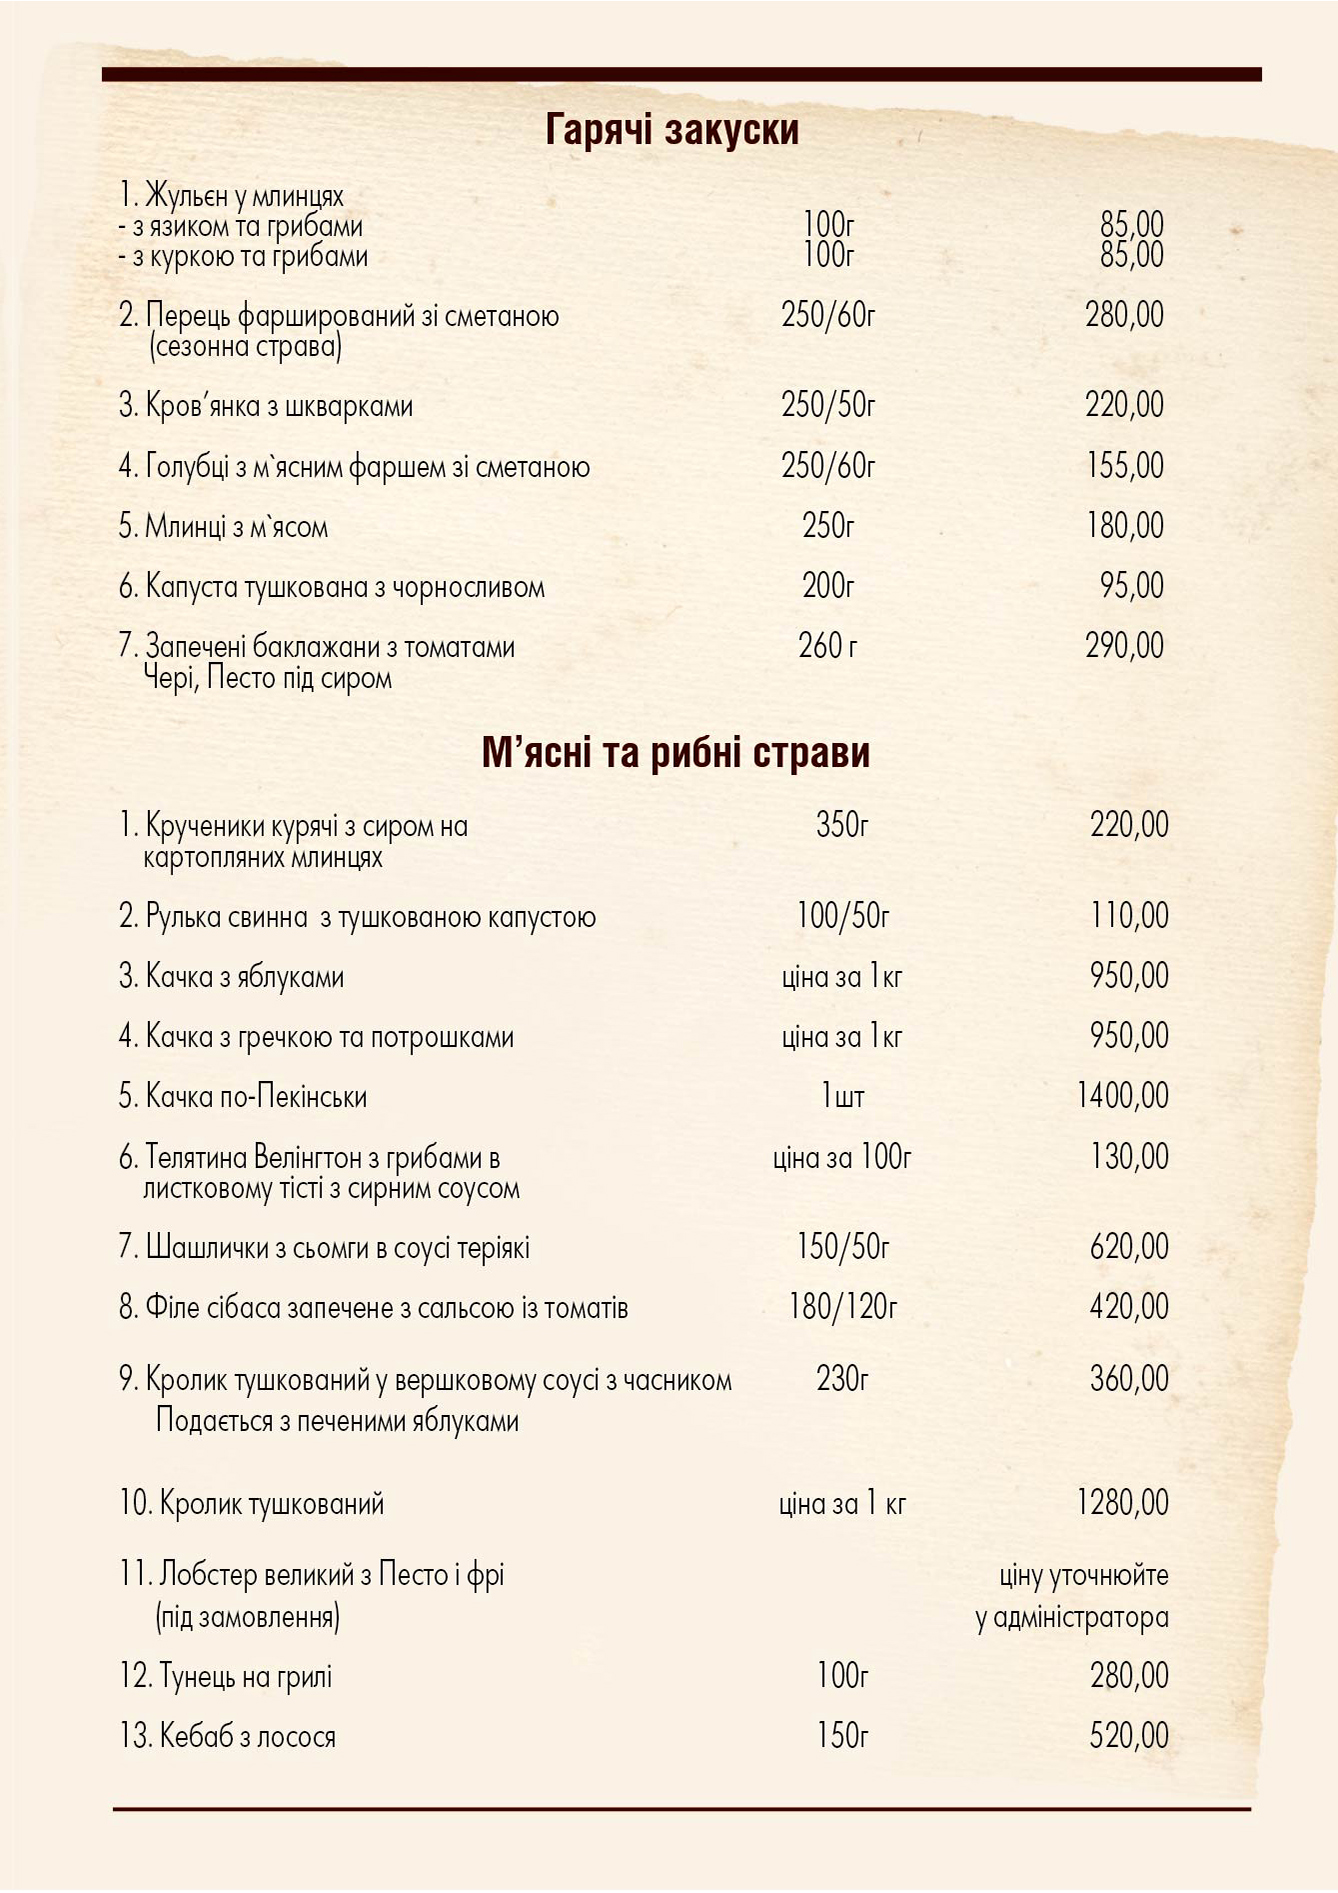 Гарячі закуски
1. Жульєн у млинцях
- з язиком та грибами 100г 85,00
- з куркою та грибами 100г 85,00
2. Перець фарширований зі сметаною 250/60г 280,00
(сезонна страва)
3. Кров’янка з шкварками 250/50г 220,00
4. Голубці з м`ясним фаршем зі сметаною 250/60г 155,00
5. Млинці з м`ясом 250г 180,00
6. Капуста тушкована з чорносливом 200г 95,00
7. Запечені баклажани з томатами 260 г 290,00
Чері, Песто під сиром
М’ясні та рибні страви
1. Крученики курячі з сиром на 350г 220,00
картопляних млинцях
2. Рулька свинна з тушкованою капустою 100/50г 110,00
3. Качка з яблуками ціна за 1кг 950,00
4. Качка з гречкою та потрошками ціна за 1кг 950,00
5. Качка по-Пекінськи 1шт 1400,00
6. Телятина Велінгтон з грибами в ціна за 100г 130,00
листковому тісті з сирним соусом
7. Шашлички з сьомги в соусі теріякі 150/50г 620,00
8. Філе сібаса запечене з сальсою із томатів 180/120г 420,00
9. Кролик тушкований у вершковому соусі з часником 230г 360,00
Подається з печеними яблуками
10. Кролик тушкований ціна за 1 кг 1280,00
11. Лобстер великий з Песто і фрі ціну уточнюйте
(під замовлення) у адміністратора
12. Тунець на грилі 100г 280,00
13. Кебаб з лосося 150г 520,00